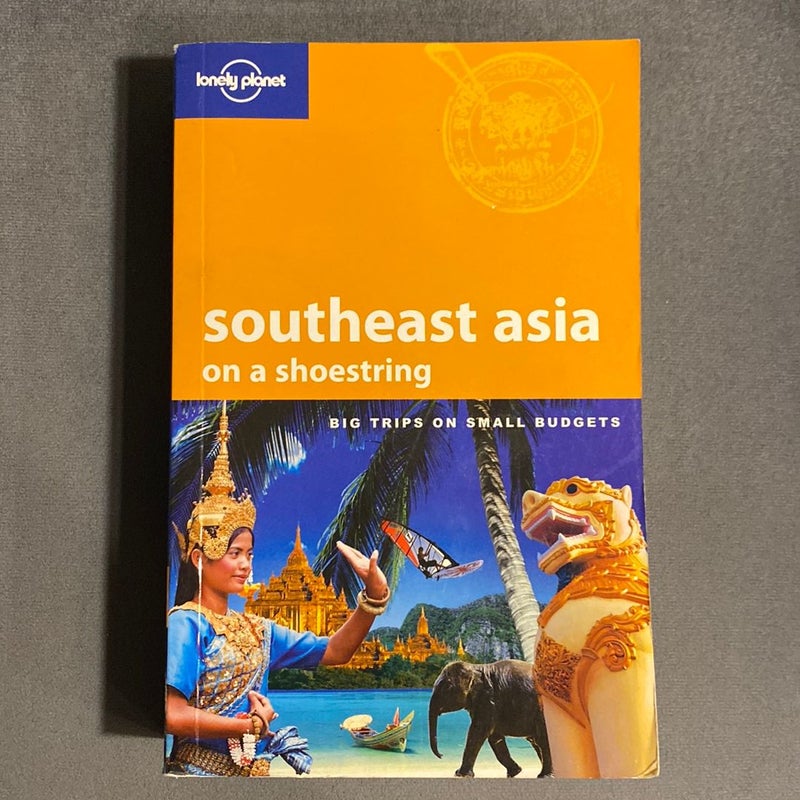 lonely planet
southeast asia
on a shoestring
BIG TRIPS ON SMALL BUDGETS